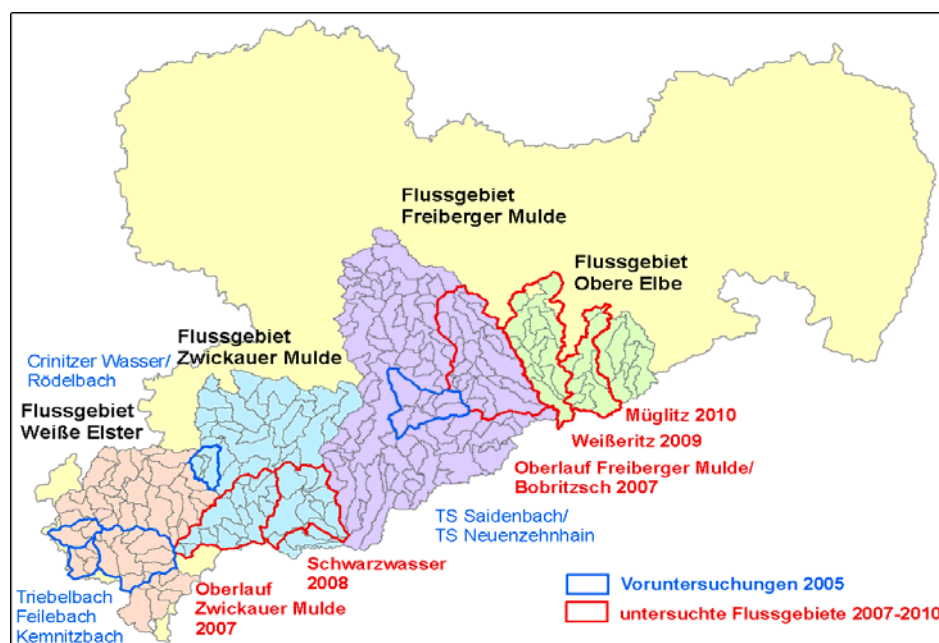 Flussgebiet
Freiberger Mulde
Flussgebiet
Obere Elbe
Flussgebiet
Zwickauer Mulde
Crinitzer Wasser/
Rödelbach
Flussgebiet
Weiße Elster
Müglitz 2010
Weißeritz 2009
Oberlauf Freiberger Mulde/
Bobritzsch 2007
TS Saidenbach/
TS Neuenzehnhain
Schwarzwasser
2008
Oberlauf
Zwickauer Mulde
2007
Triebelbach
Feilebach
Kemnitzbach
Voruntersuchungen 2005
untersuchte Flussgebiete 2007-2010